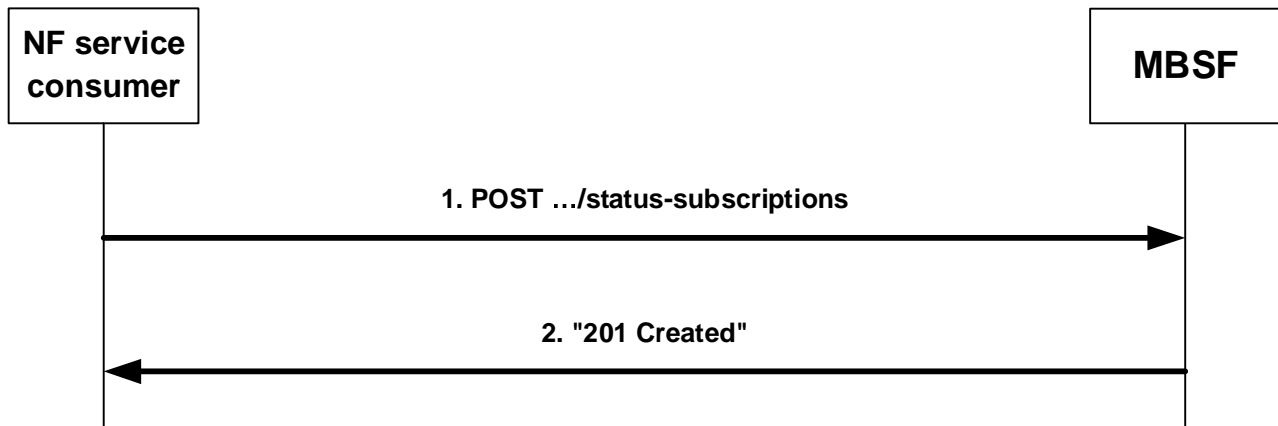 NF service
consumer
MBSF
1. POST …/status-subscriptions
2. "201 Created"